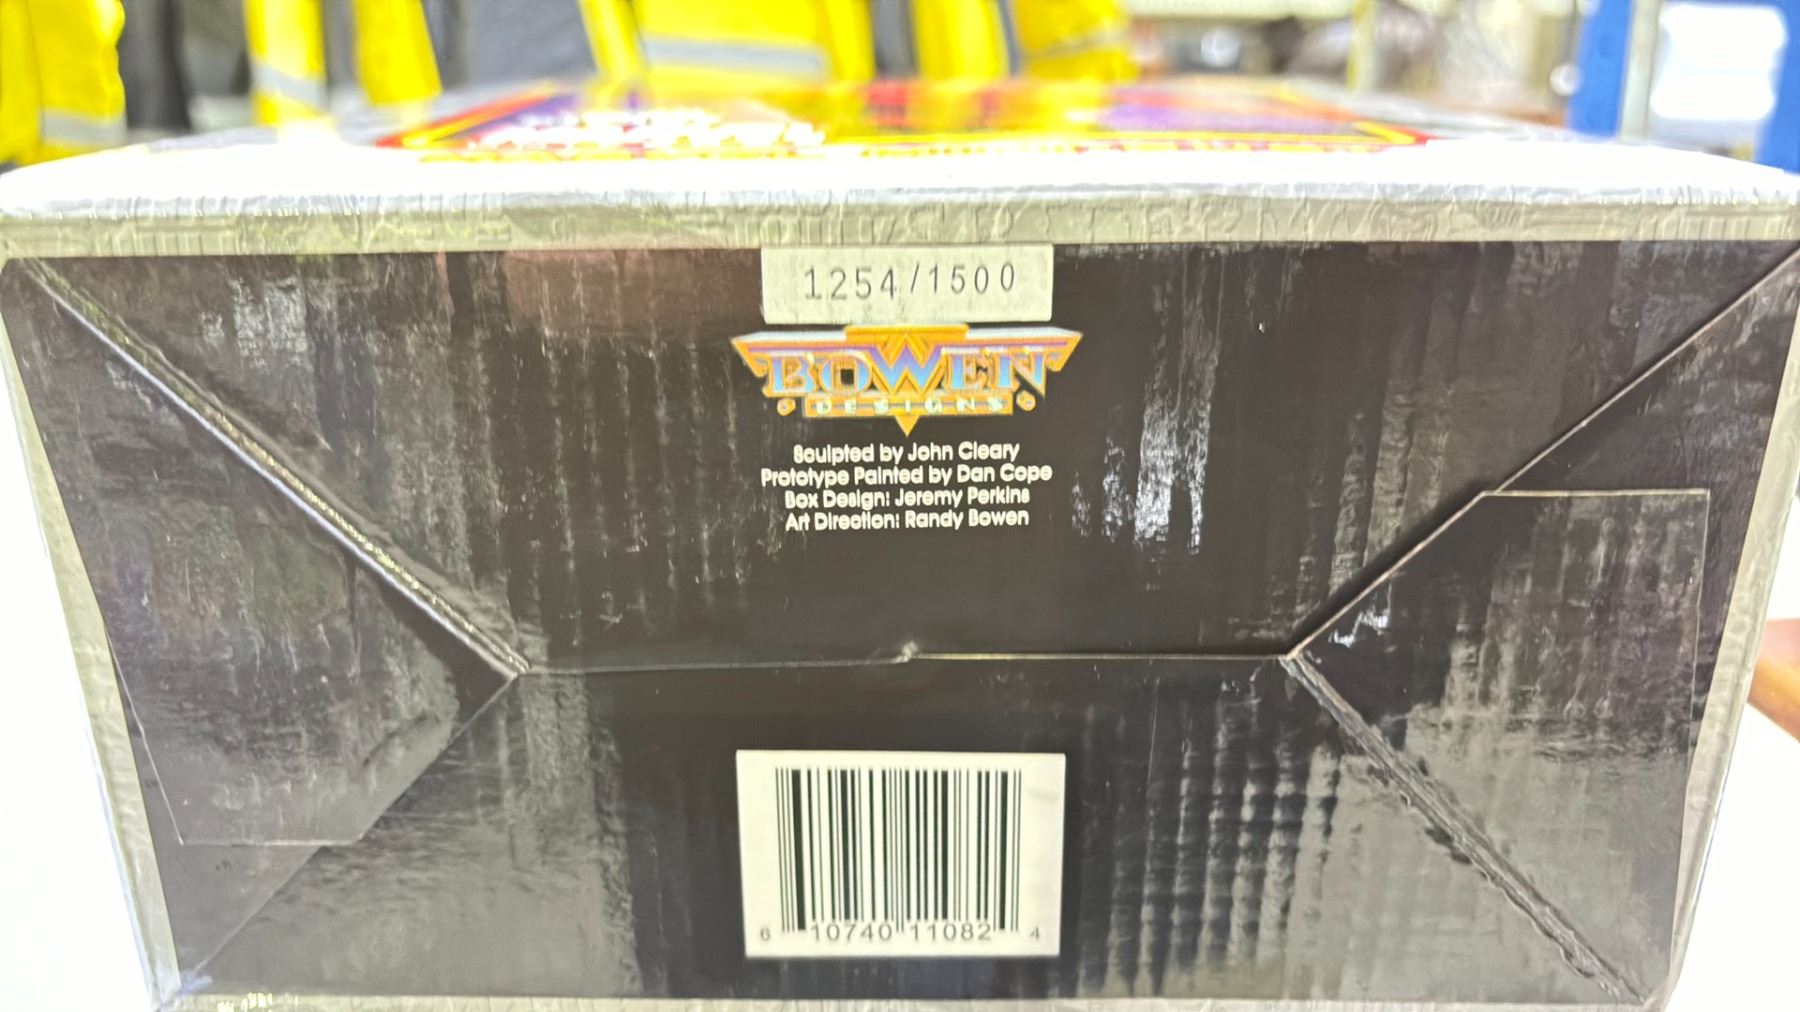 1254/1500
BOWEN
DESIGNS
Sculpted by John Cleary
Prototype Painted by Dan Cope
Box Design: Jeremy Perkins
Art Direction: Randy Bowen
6 10740 11082 4